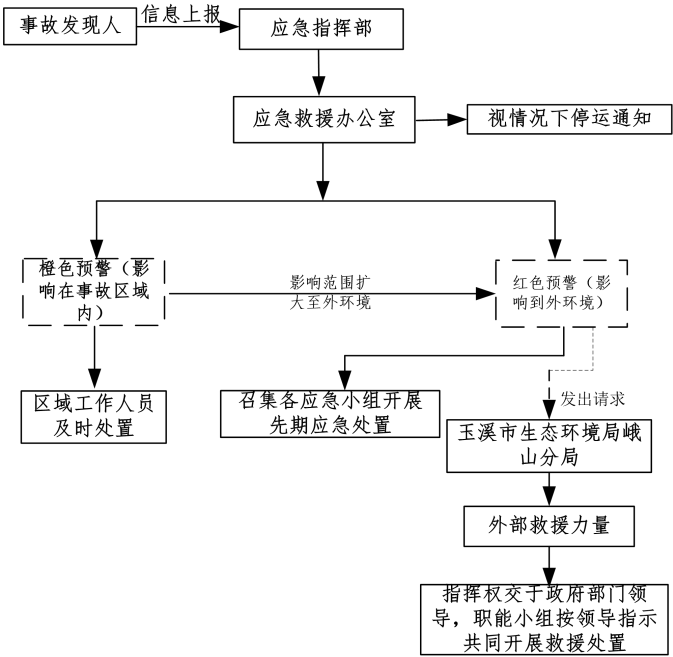 事故发现人
信息上报
应急指挥部
应急救援办公室
视情况下停运通知
橙色预警（影
响在事故区域
内）
影响范围扩
大至外环境
红色预警（影
响到外环境）
区域工作人员
及时处置
召集各应急小组开展
先期应急处置
发出请求
玉溪市生态环境局峨
山分局
外部救援力量
指挥权交于政府部门领
导，职能小组按领导指示
共同开展救援处置